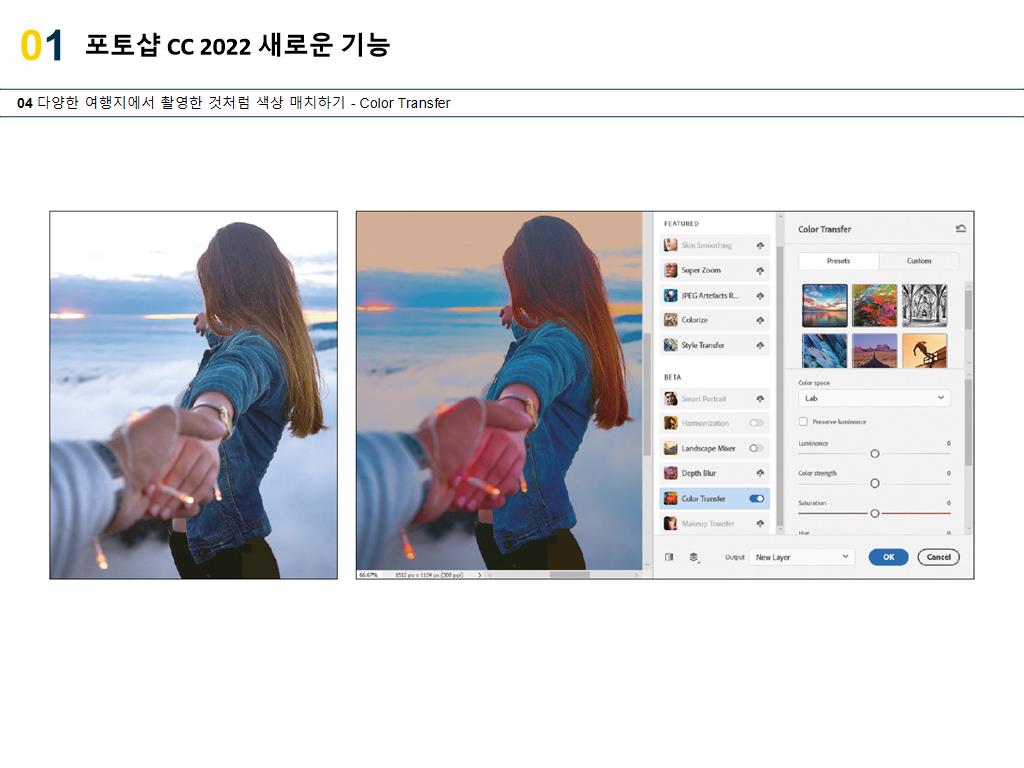 01 포토샵 CC 2022 새로운 기능
04 다양한 여행지에서 촬영한 것처럼 색상 매치하기 - Color Transfer
FEATURED
Skin Smoothing
Super Zoom
JPEG Artefacts R...
Colorize
Style Transfer
BETA
Smart Portrait
Harmonization
Landscape Mixer
Depth Blur
Color Transfer
Makeup Transfer
Color Transfer
Presets Custom
Color space
Lab
Preserve luminance
Luminance 0
Color strength 0
Saturation 0
Hue 0
66.67% 1512 px x 1124 px (300 ppi)
Output New Layer OK Cancel